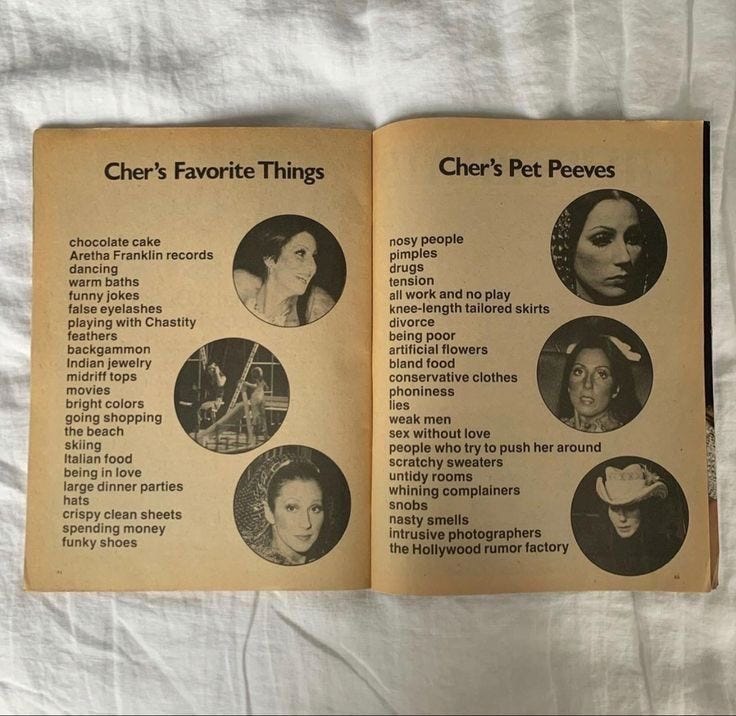 Cher's Favorite Things
chocolate cake
Aretha Franklin records
dancing
warm baths
funny jokes
false eyelashes
playing with Chastity
feathers
backgammon
Indian jewelry
midriff tops
movies
bright colors
going shopping
the beach
skiing
Italian food
being in love
large dinner parties
hats
crispy clean sheets
spending money
funky shoes
Cher's Pet Peeves
nosy people
pimples
drugs
tension
all work and no play
knee-length tailored skirts
divorce
being poor
artificial flowers
bland food
conservative clothes
phoniness
lies
weak men
sex without love
people who try to push her around
scratchy sweaters
untidy rooms
whining complainers
snobs
nasty smells
intrusive photographers
the Hollywood rumor factory